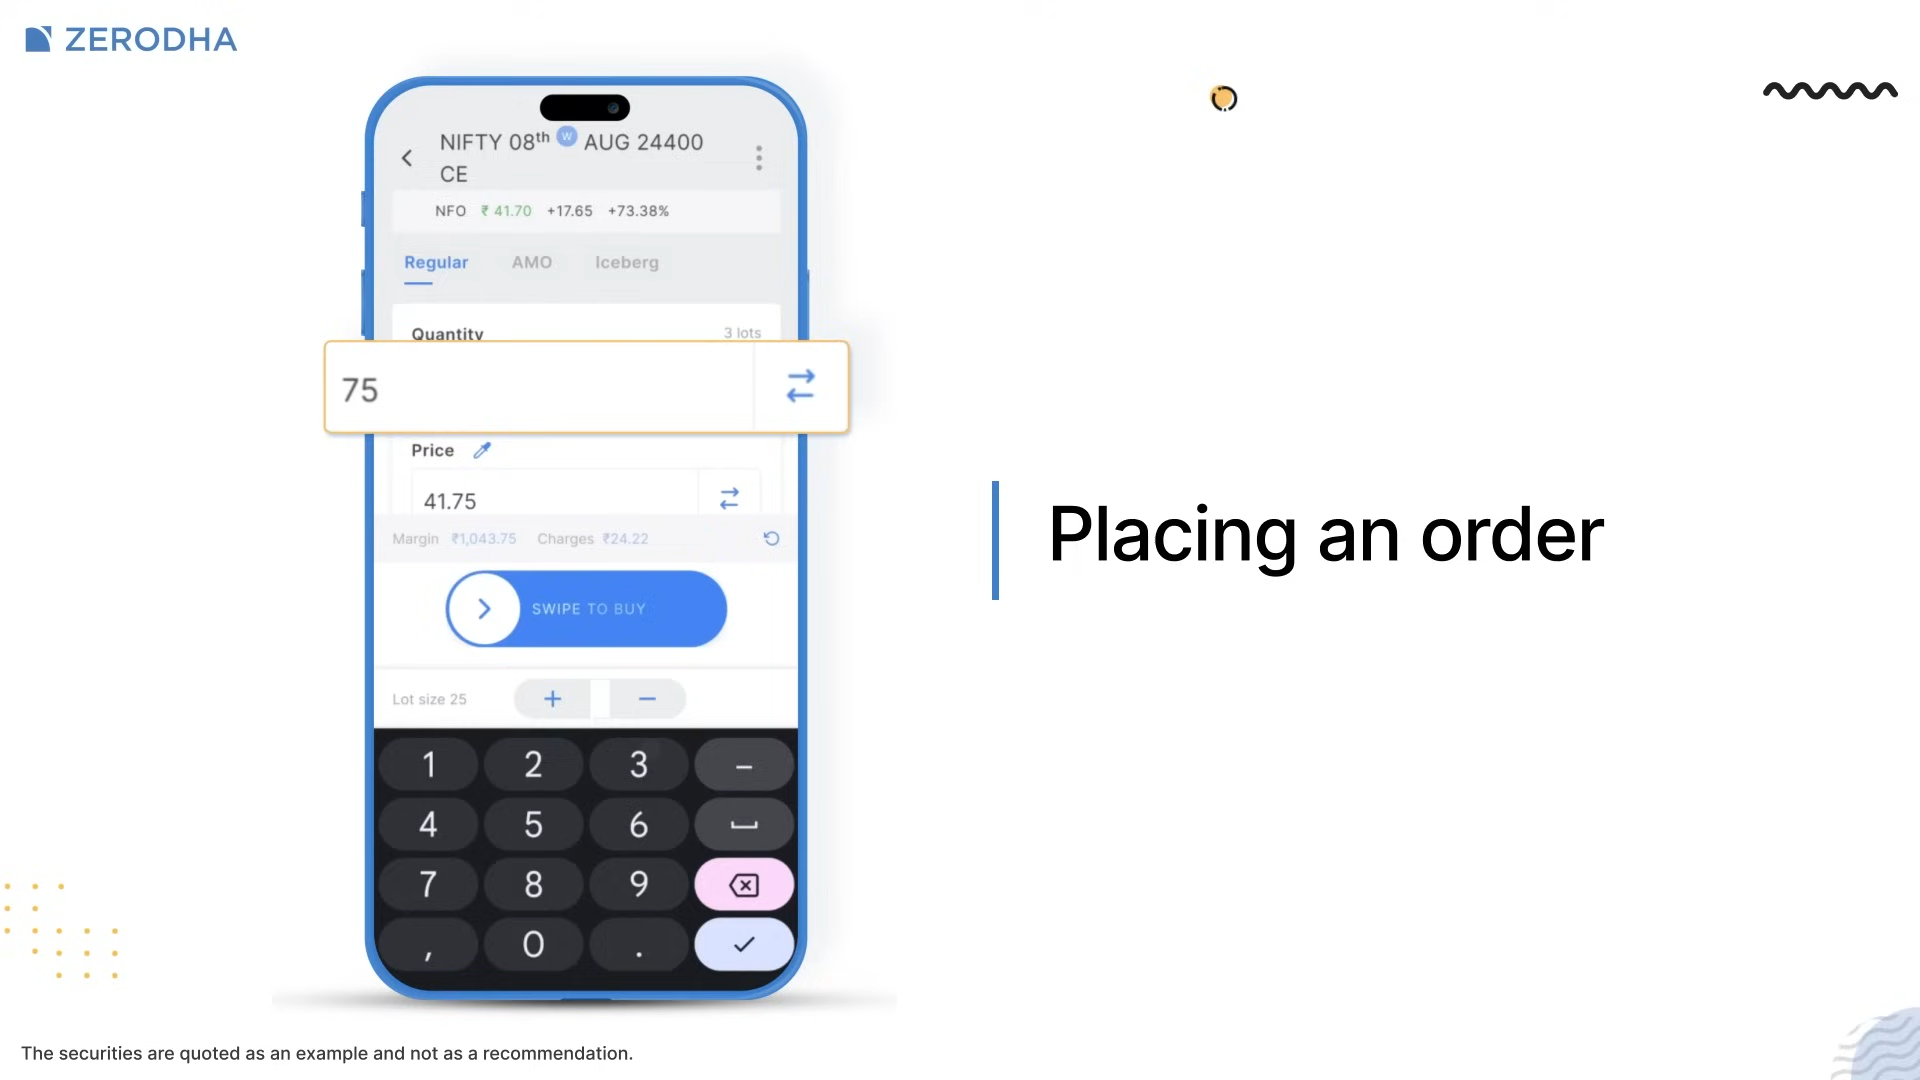 ZERODHA
NIFTY 08th W AUG 24400
CE
NFO ₹ 41.70 +17.65 +73.38%
Regular AMO Iceberg
Quantity 3 lots
75
Price
41.75
Margin ₹1,043.75 Charges ₹24.22
SWIPE TO BUY
Lot size 25 + −
1 2 3 –
4 5 6
7 8 9
, 0 .
Placing an order
The securities are quoted as an example and not as a recommendation.